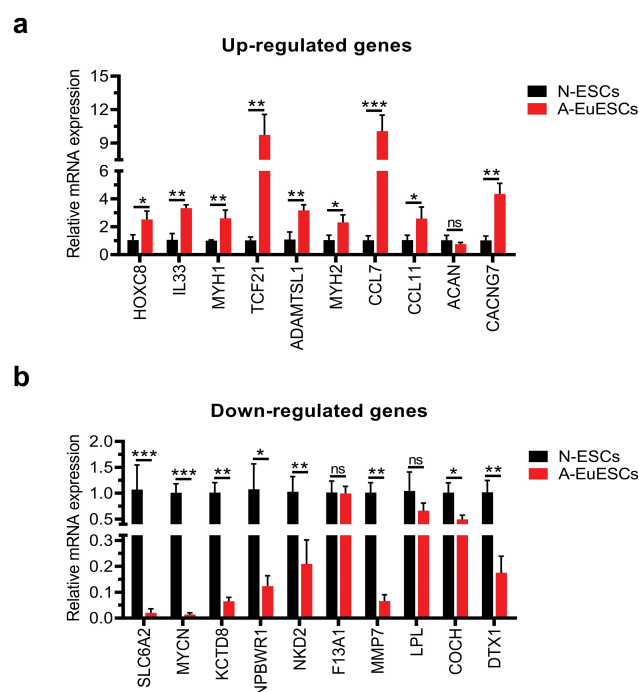 a
Up-regulated genes
Relative mRNA expression
15
12
9
6
4
2
0
* ** ** ** ** * *** * ns **
N-ESCs
A-EuESCs
HOXC8
IL33
MYH1
TCF21
ADAMTSL1
MYH2
CCL7
CCL11
ACAN
CACNG7
b
Down-regulated genes
Relative mRNA expression
2.0
1.5
1.0
0.5
0.3
0.2
0.1
0.0
*** *** ** * ** ns ** ns * **
N-ESCs
A-EuESCs
SLC6A2
MYCN
KCTD8
NPBWR1
NKD2
F13A1
MMP7
LPL
COCH
DTX1